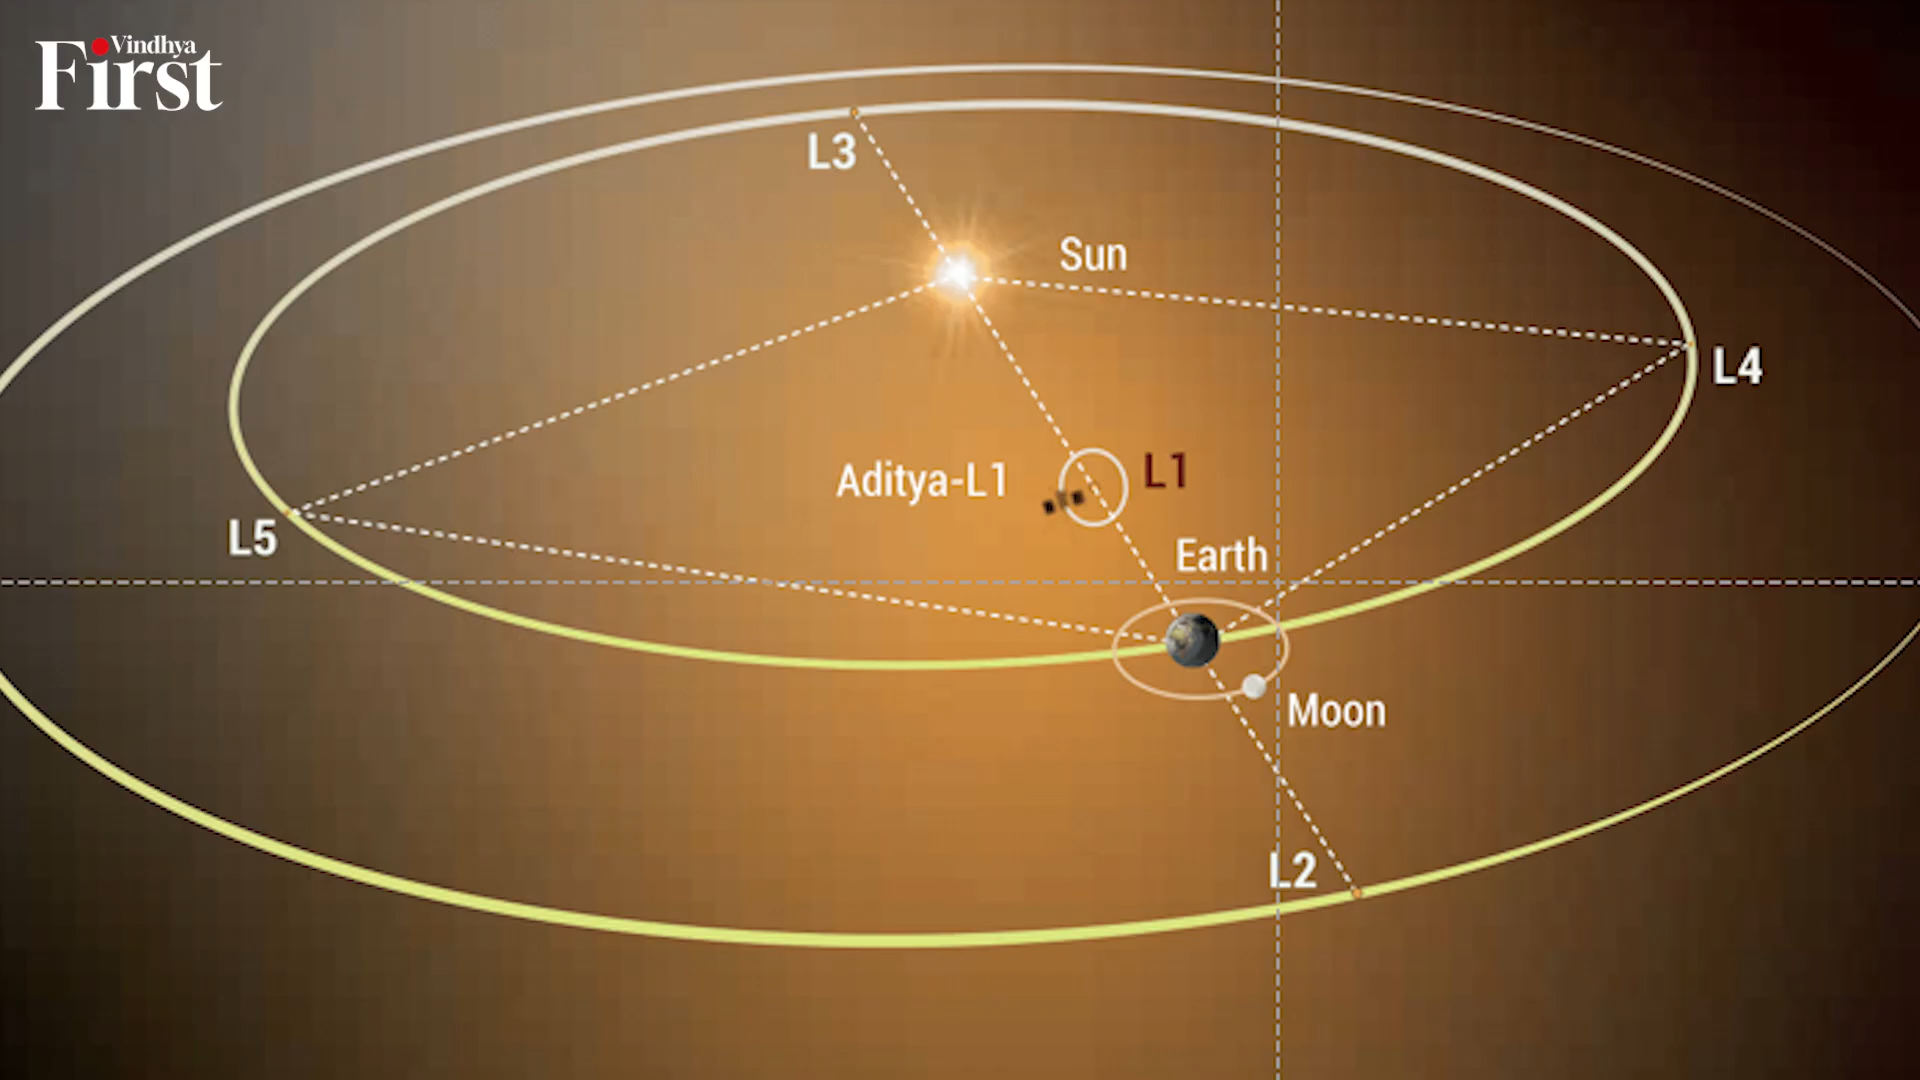 Vindhya
First
L3
Sun
L4
Aditya-L1
L1
L5
Earth
Moon
L2